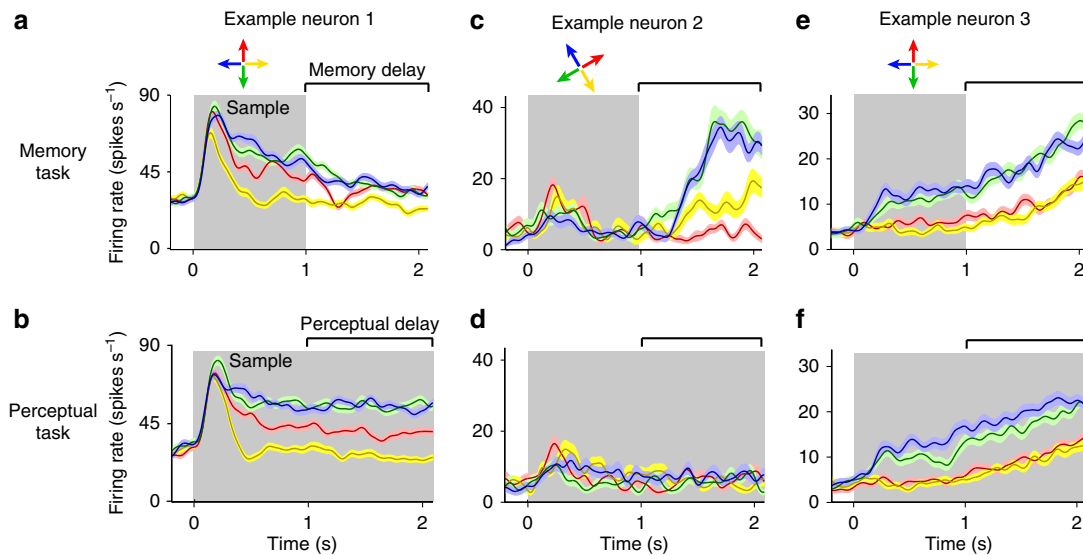 a Example neuron 1
c Example neuron 2
e Example neuron 3
Memory delay
Sample
Memory task
Firing rate (spikes s⁻¹)
90
45
0
0 1 2
40
20
0
0 1 2
30
20
10
0
0 1 2
b
d
f
Perceptual delay
Sample
Perceptual task
Firing rate (spikes s⁻¹)
90
45
0
0 1 2
Time (s)
40
20
0
0 1 2
Time (s)
30
20
10
0
0 1 2
Time (s)